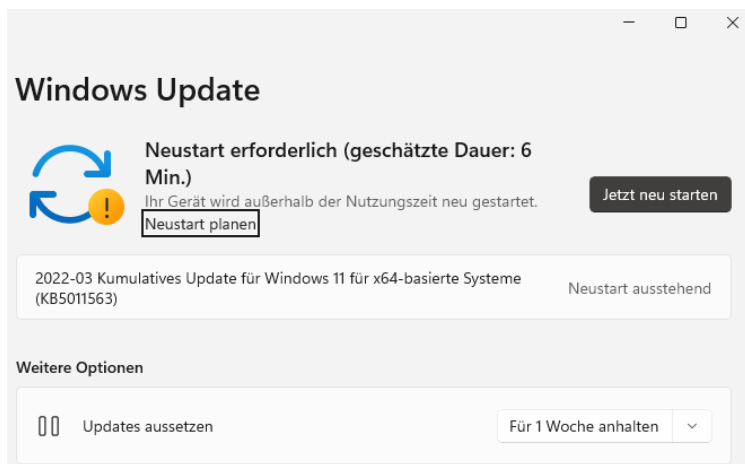 Windows Update
Neustart erforderlich (geschätzte Dauer: 6
Min.)
Ihr Gerät wird außerhalb der Nutzungszeit neu gestartet.
Neustart planen
Jetzt neu starten
2022-03 Kumulatives Update für Windows 11 für x64-basierte Systeme
(KB5011563)
Neustart ausstehend
Weitere Optionen
Updates aussetzen
Für 1 Woche anhalten